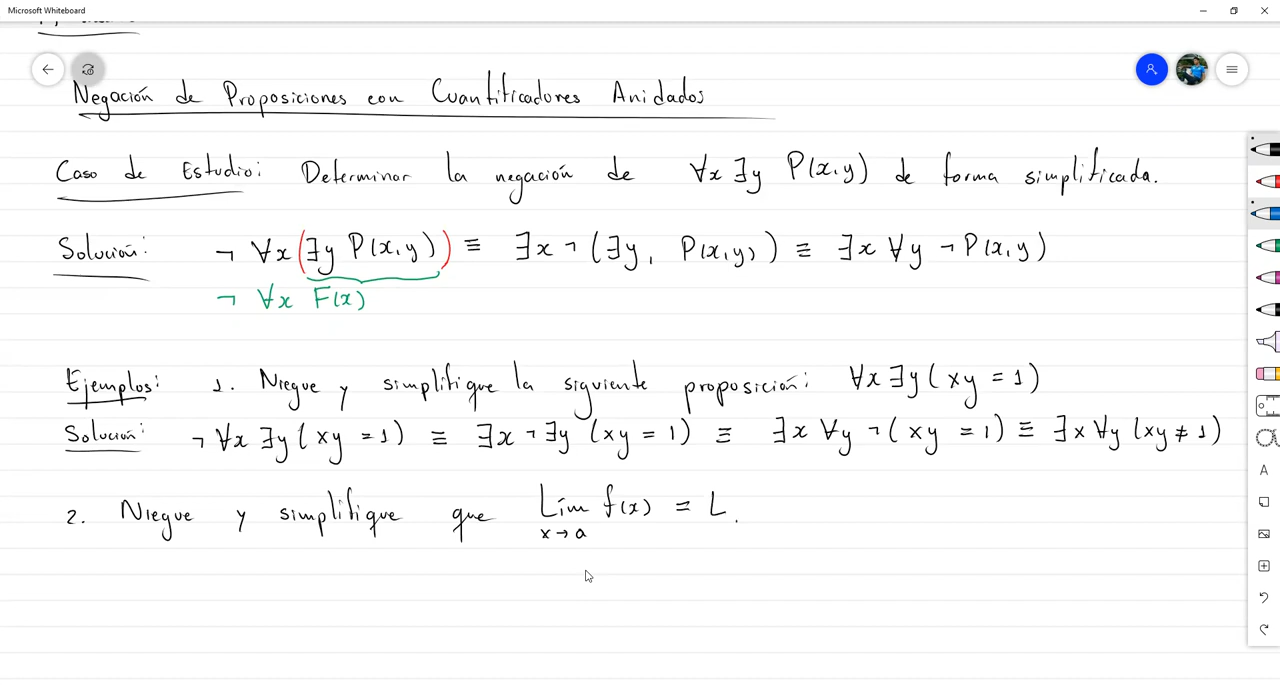 Microsoft Whiteboard
Negación de Proposiciones con Cuantificadores Anidados
Caso de Estudio: Determinar la negación de ∀x ∃y P(x,y) de forma simplificada.
Solución: ¬ ∀x (∃y P(x,y)) ≡ ∃x ¬ (∃y, P(x,y)) ≡ ∃x ∀y ¬ P(x,y)
¬ ∀x F(x)
Ejemplos: 1. Niegue y simplifique la siguiente proposición: ∀x ∃y (xy = 1)
Solución: ¬ ∀x ∃y (xy = 1) ≡ ∃x ¬ ∃y (xy = 1) ≡ ∃x ∀y ¬ (xy = 1) ≡ ∃x ∀y (xy ≠ 1)
2. Niegue y simplifique que Lím f(x) = L.
x → a